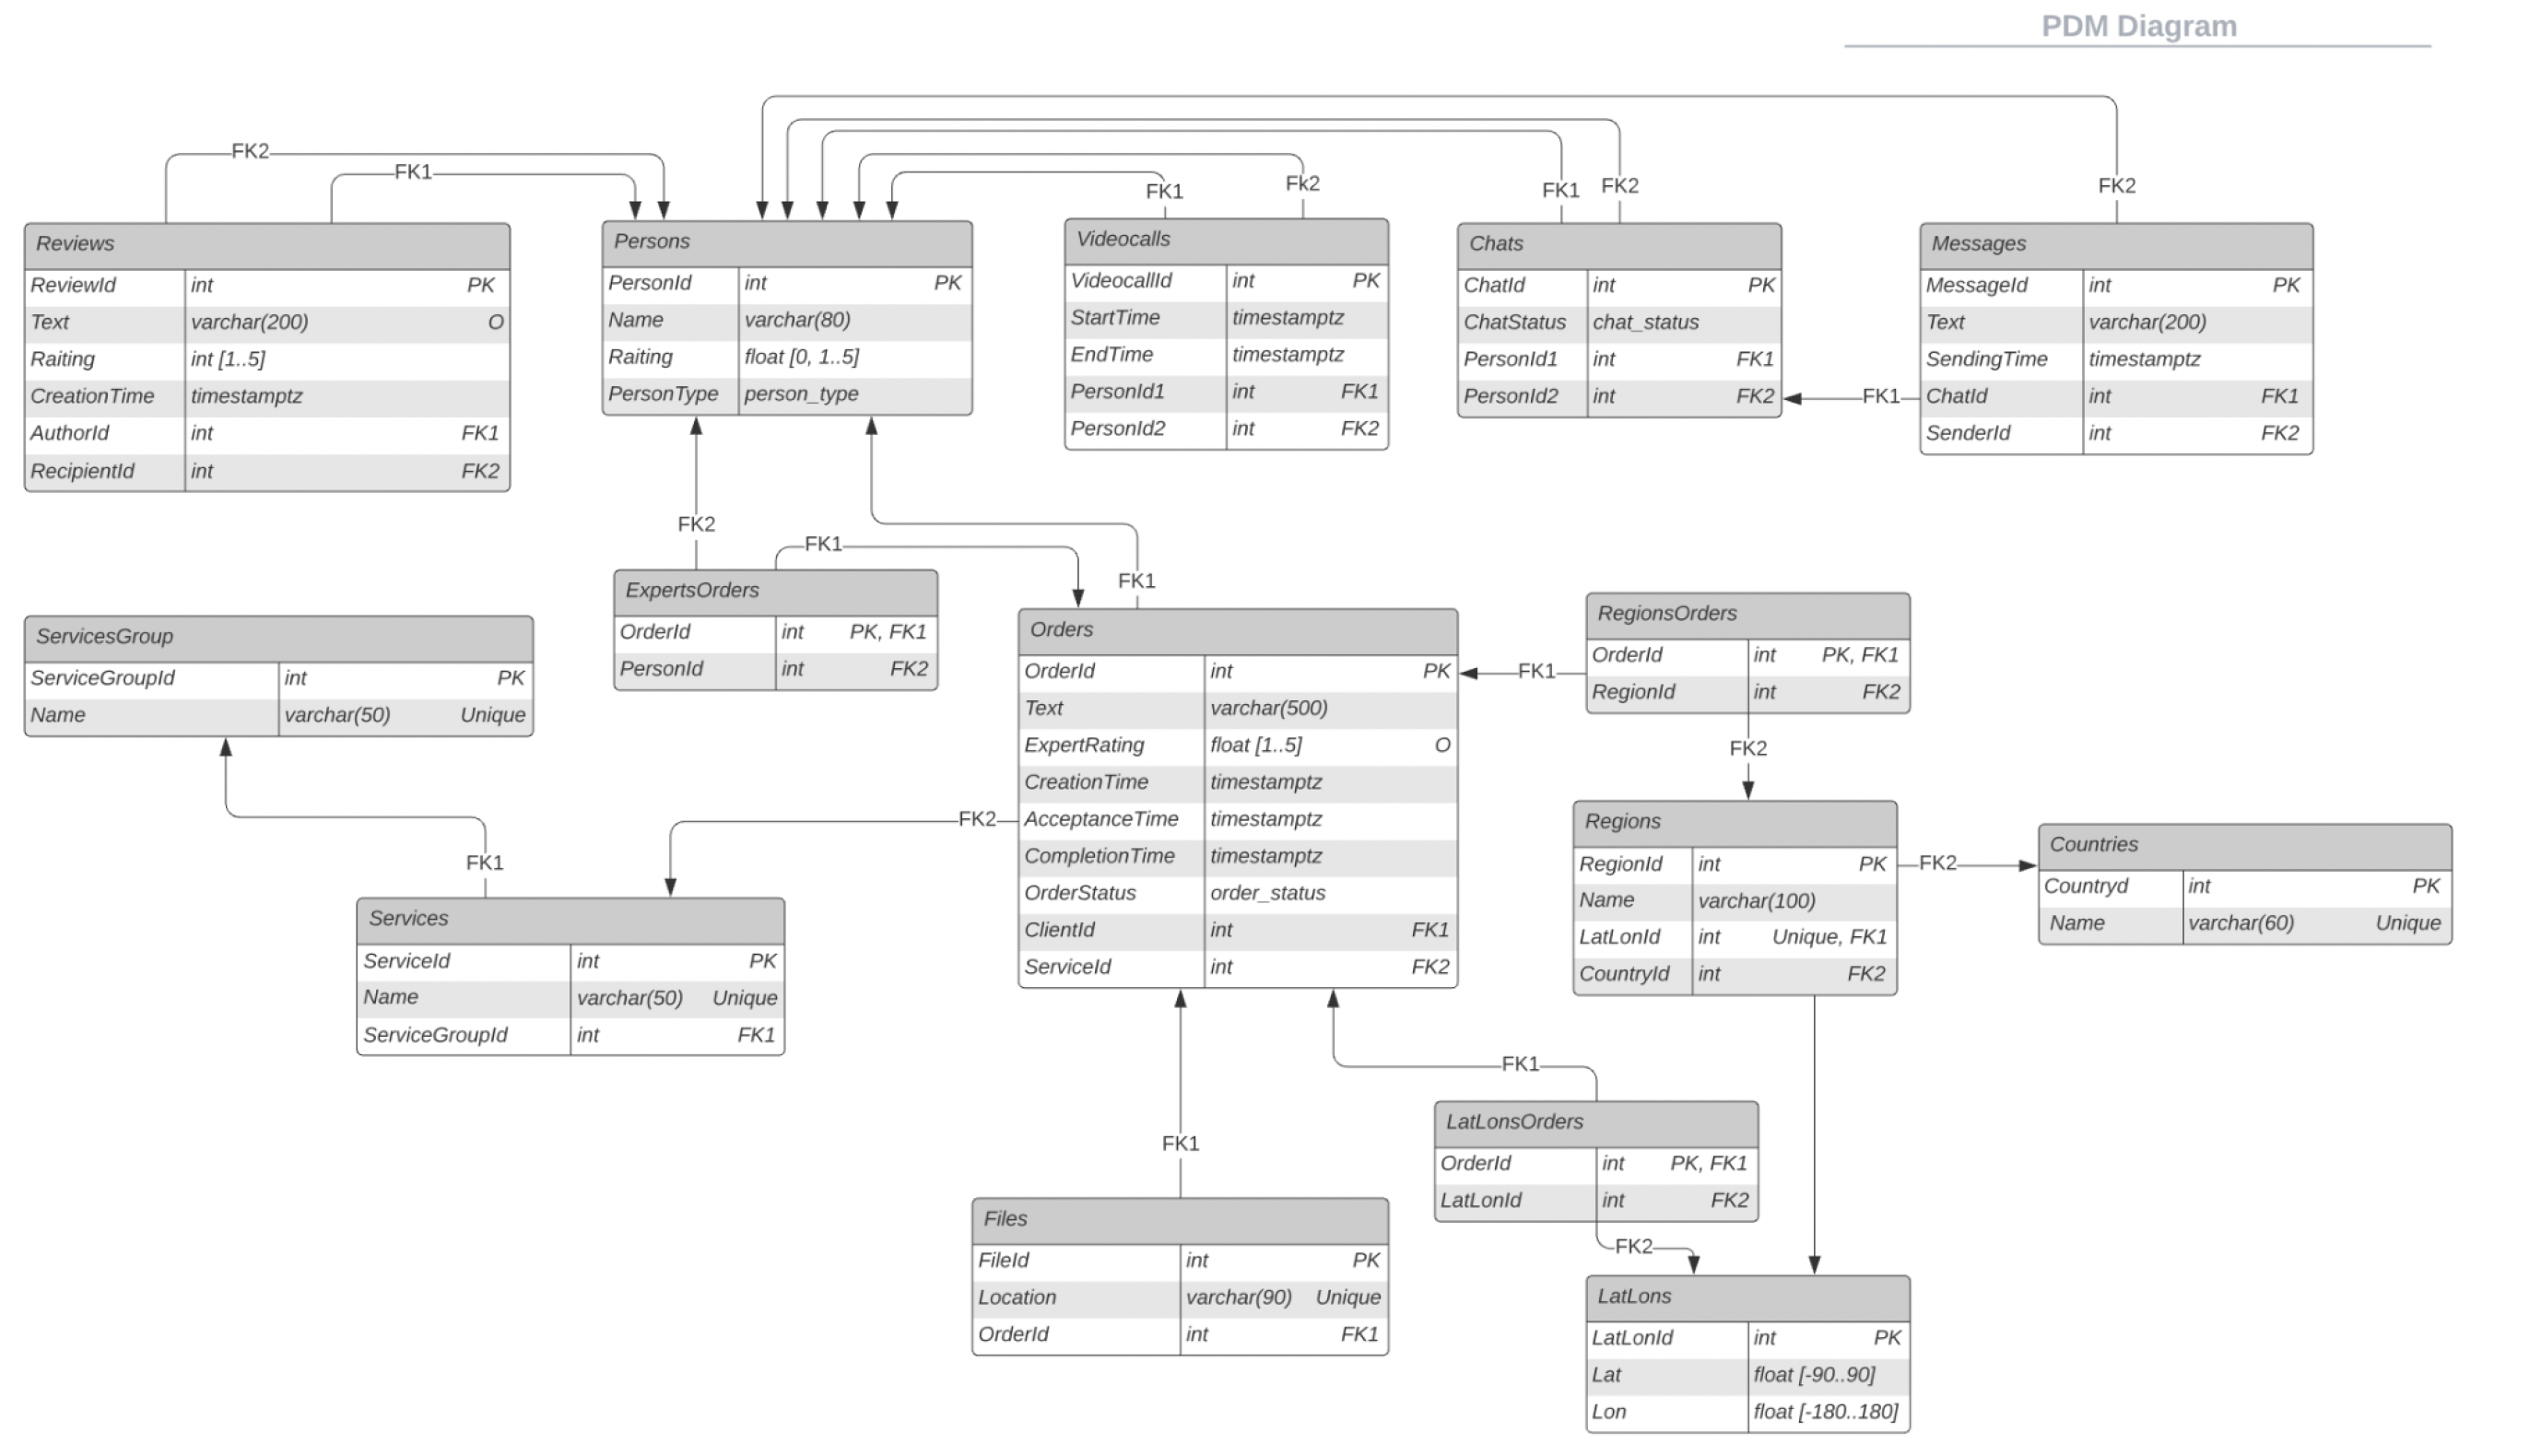 PDM Diagram
FK2
FK1
FK1
Fk2
FK1
FK2
FK2
Reviews
ReviewId int PK
Text varchar(200) O
Raiting int [1..5]
CreationTime timestamptz
AuthorId int FK1
RecipientId int FK2
Persons
PersonId int PK
Name varchar(80)
Raiting float [0, 1..5]
PersonType person_type
Videocalls
VideocallId int PK
StartTime timestamptz
EndTime timestamptz
PersonId1 int FK1
PersonId2 int FK2
Chats
ChatId int PK
ChatStatus chat_status
PersonId1 int FK1
PersonId2 int FK2
FK1
Messages
MessageId int PK
Text varchar(200)
SendingTime timestamptz
ChatId int FK1
SenderId int FK2
FK2
FK1
FK1
ExpertsOrders
OrderId int PK, FK1
PersonId int FK2
ServicesGroup
ServiceGroupId int PK
Name varchar(50) Unique
Orders
OrderId int PK
Text varchar(500)
ExpertRating float [1..5] O
CreationTime timestamptz
AcceptanceTime timestamptz
CompletionTime timestamptz
OrderStatus order_status
ClientId int FK1
ServiceId int FK2
FK1
RegionsOrders
OrderId int PK, FK1
RegionId int FK2
FK2
FK2
FK1
Services
ServiceId int PK
Name varchar(50) Unique
ServiceGroupId int FK1
Regions
RegionId int PK
Name varchar(100)
LatLonId int Unique, FK1
CountryId int FK2
FK2
Countries
Countryd int PK
Name varchar(60) Unique
FK1
FK1
LatLonsOrders
OrderId int PK, FK1
LatLonId int FK2
FK2
Files
FileId int PK
Location varchar(90) Unique
OrderId int FK1
LatLons
LatLonId int PK
Lat float [-90..90]
Lon float [-180..180]